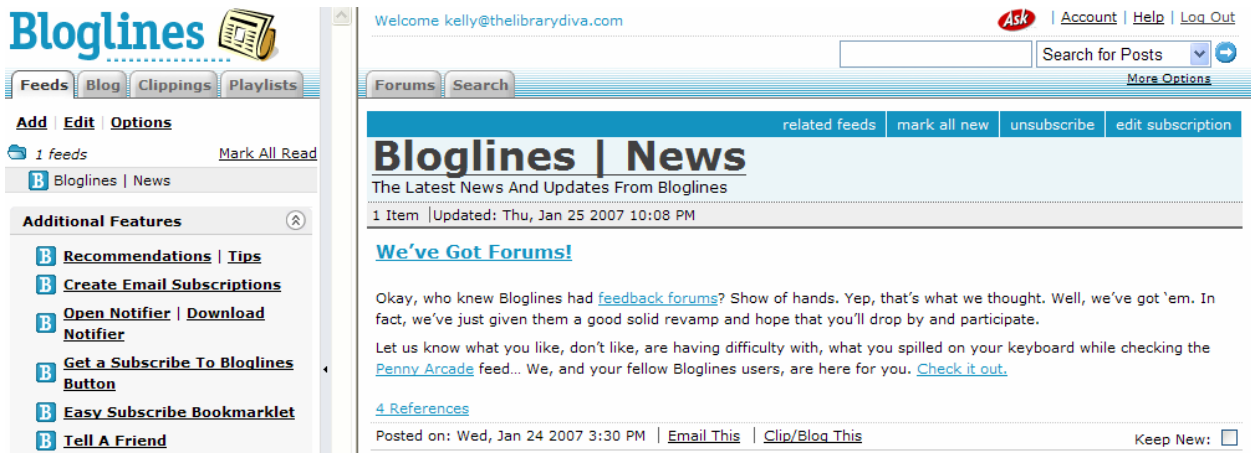 Bloglines
Feeds Blog Clippings Playlists
Add | Edit | Options
1 feeds Mark All Read
B Bloglines | News
Additional Features
B Recommendations | Tips
B Create Email Subscriptions
B Open Notifier | Download
Notifier
B Get a Subscribe To Bloglines
Button
B Easy Subscribe Bookmarklet
B Tell A Friend
Welcome kelly@thelibrarydiva.com
Ask | Account | Help | Log Out
Search for Posts
More Options
Forums Search
related feeds | mark all new | unsubscribe | edit subscription
Bloglines | News
The Latest News And Updates From Bloglines
1 Item |Updated: Thu, Jan 25 2007 10:08 PM
We’ve Got Forums!
Okay, who knew Bloglines had feedback forums? Show of hands. Yep, that’s what we thought. Well, we’ve got ‘em. In
fact, we’ve just given them a good solid revamp and hope that you’ll drop by and participate.
Let us know what you like, don’t like, are having difficulty with, what you spilled on your keyboard while checking the
Penny Arcade feed… We, and your fellow Bloglines users, are here for you. Check it out.
4 References
Posted on: Wed, Jan 24 2007 3:30 PM | Email This | Clip/Blog This
Keep New: